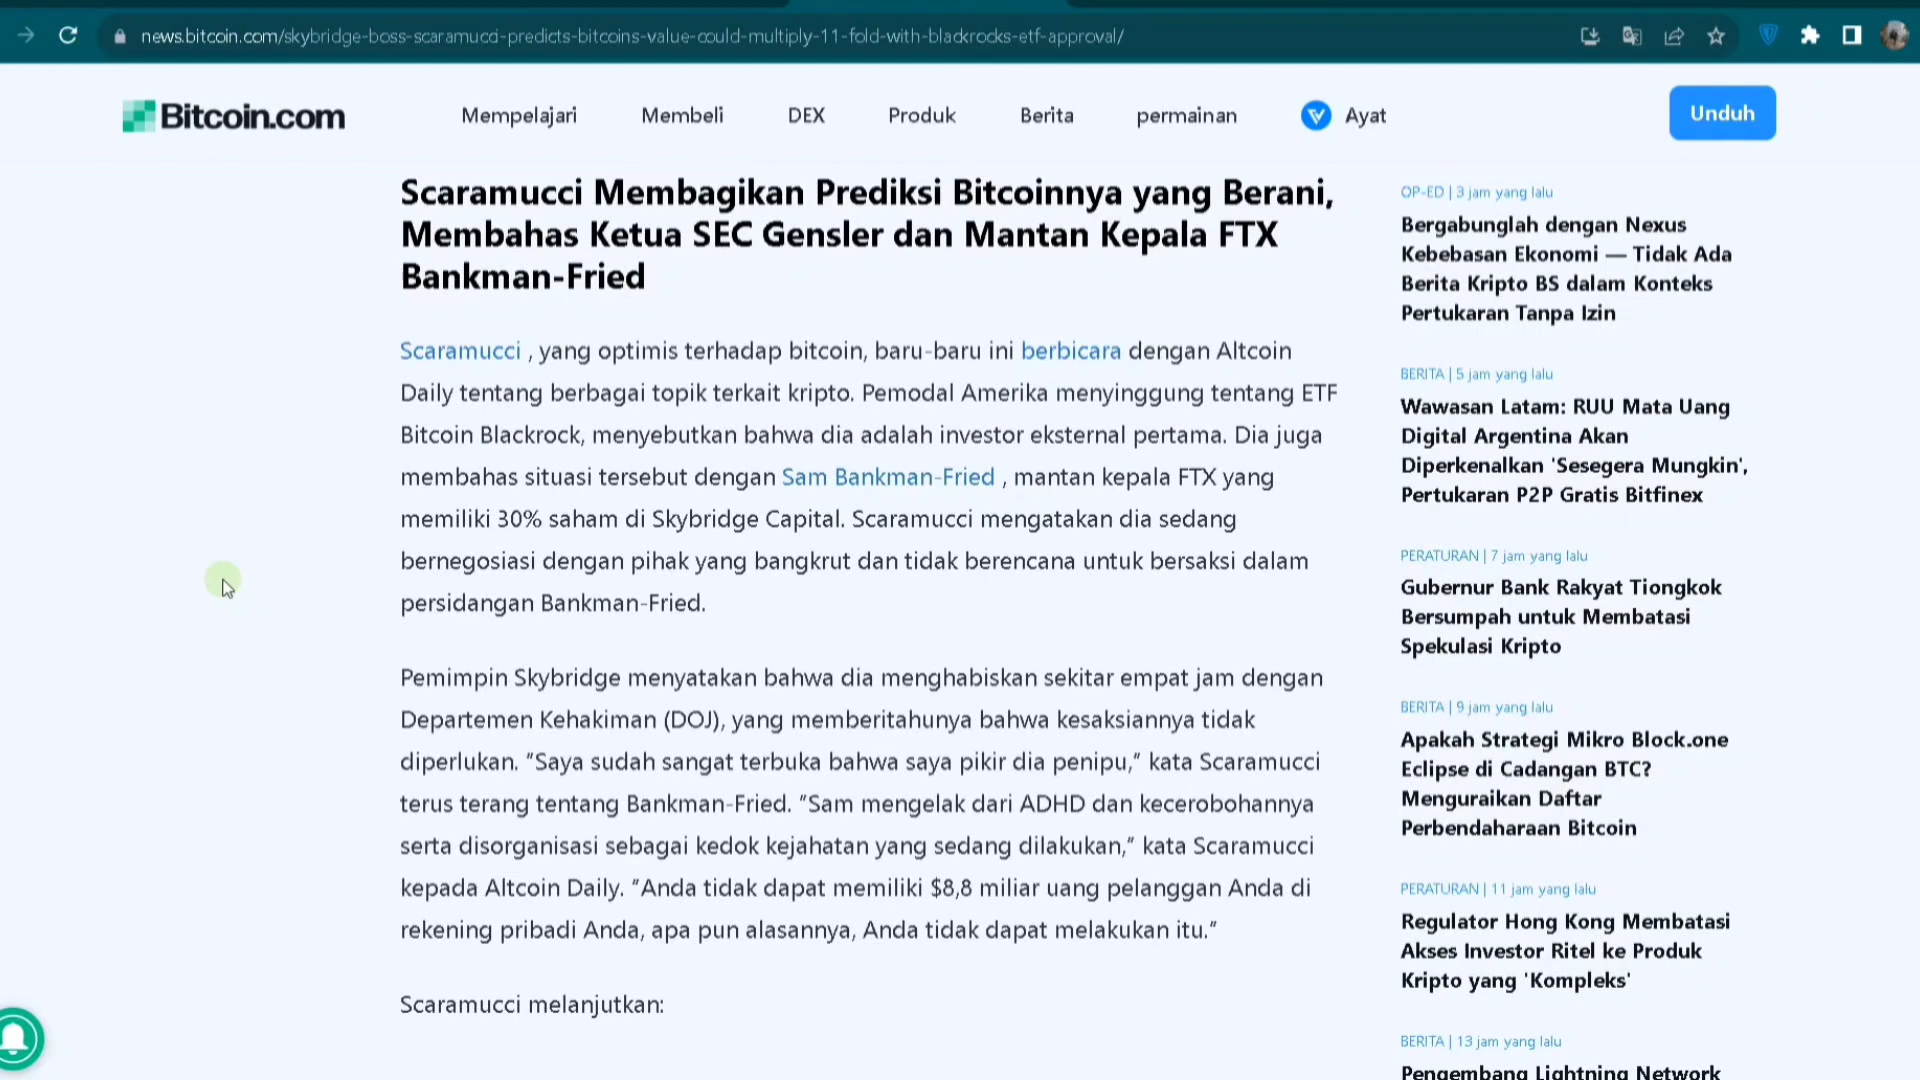 news.bitcoin.com/skybridge-boss-scaramucci-predicts-bitcoins-value-could-multiply-11-fold-with-blackrocks-etf-approval/
Bitcoin.com
Mempelajari
Membeli
DEX
Produk
Berita
permainan
Ayat
Unduh
Scaramucci Membagikan Prediksi Bitcoinnya yang Berani,
Membahas Ketua SEC Gensler dan Mantan Kepala FTX
Bankman-Fried
Scaramucci , yang optimis terhadap bitcoin, baru-baru ini berbicara dengan Altcoin
Daily tentang berbagai topik terkait kripto. Pemodal Amerika menyinggung tentang ETF
Bitcoin Blackrock, menyebutkan bahwa dia adalah investor eksternal pertama. Dia juga
membahas situasi tersebut dengan Sam Bankman-Fried , mantan kepala FTX yang
memiliki 30% saham di Skybridge Capital. Scaramucci mengatakan dia sedang
bernegosiasi dengan pihak yang bangkrut dan tidak berencana untuk bersaksi dalam
persidangan Bankman-Fried.
Pemimpin Skybridge menyatakan bahwa dia menghabiskan sekitar empat jam dengan
Departemen Kehakiman (DOJ), yang memberitahunya bahwa kesaksiannya tidak
diperlukan. “Saya sudah sangat terbuka bahwa saya pikir dia penipu,” kata Scaramucci
terus terang tentang Bankman-Fried. “Sam mengelak dari ADHD dan kecerobohannya
serta disorganisasi sebagai kedok kejahatan yang sedang dilakukan,” kata Scaramucci
kepada Altcoin Daily. “Anda tidak dapat memiliki $8,8 miliar uang pelanggan Anda di
rekening pribadi Anda, apa pun alasannya, Anda tidak dapat melakukan itu.”
Scaramucci melanjutkan:
OP-ED | 3 jam yang lalu
Bergabunglah dengan Nexus
Kebebasan Ekonomi — Tidak Ada
Berita Kripto BS dalam Konteks
Pertukaran Tanpa Izin
BERITA | 5 jam yang lalu
Wawasan Latam: RUU Mata Uang
Digital Argentina Akan
Diperkenalkan 'Sesegera Mungkin',
Pertukaran P2P Gratis Bitfinex
PERATURAN | 7 jam yang lalu
Gubernur Bank Rakyat Tiongkok
Bersumpah untuk Membatasi
Spekulasi Kripto
BERITA | 9 jam yang lalu
Apakah Strategi Mikro Block.one
Eclipse di Cadangan BTC?
Menguraikan Daftar
Perbendaharaan Bitcoin
PERATURAN | 11 jam yang lalu
Regulator Hong Kong Membatasi
Akses Investor Ritel ke Produk
Kripto yang 'Kompleks'
BERITA | 13 jam yang lalu
Pengembang Lightning Network